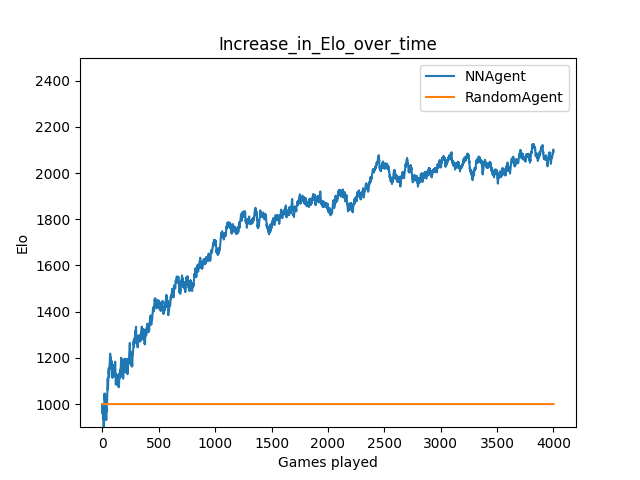 Increase_in_Elo_over_time
NNAgent
RandomAgent
2400
2200
2000
1800
1600
1400
1200
1000
Elo
0 500 1000 1500 2000 2500 3000 3500 4000
Games played